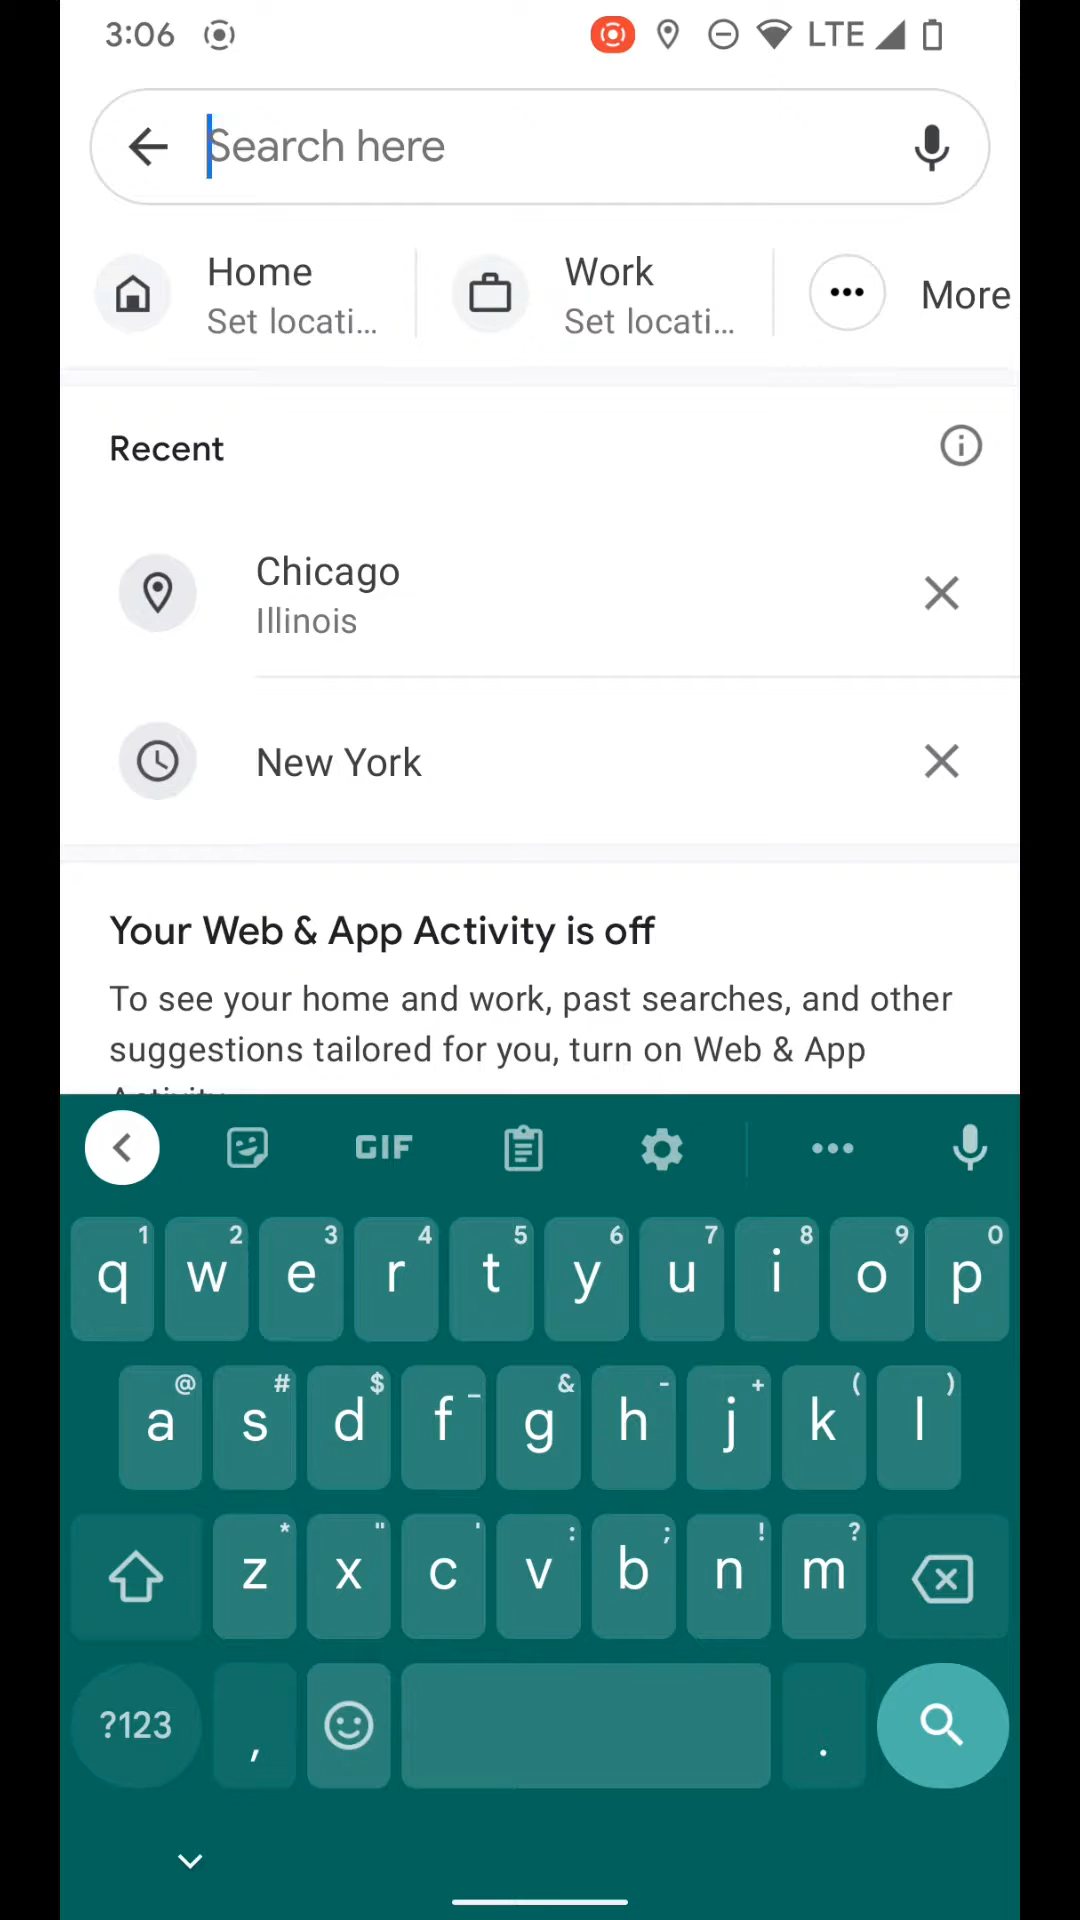 3:06 LTE
Search here
Home Work More
Set locati... Set locati...
Recent
Chicago
Illinois
New York
Your Web & App Activity is off
To see your home and work, past searches, and other
suggestions tailored for you, turn on Web & App
GIF
1 2 3 4 5 6 7 8 9 0
q w e r t y u i o p
@ # $ _ & - + ( )
a s d f g h j k l
* " ' : ; ! ?
z x c v b n m
?123 , .